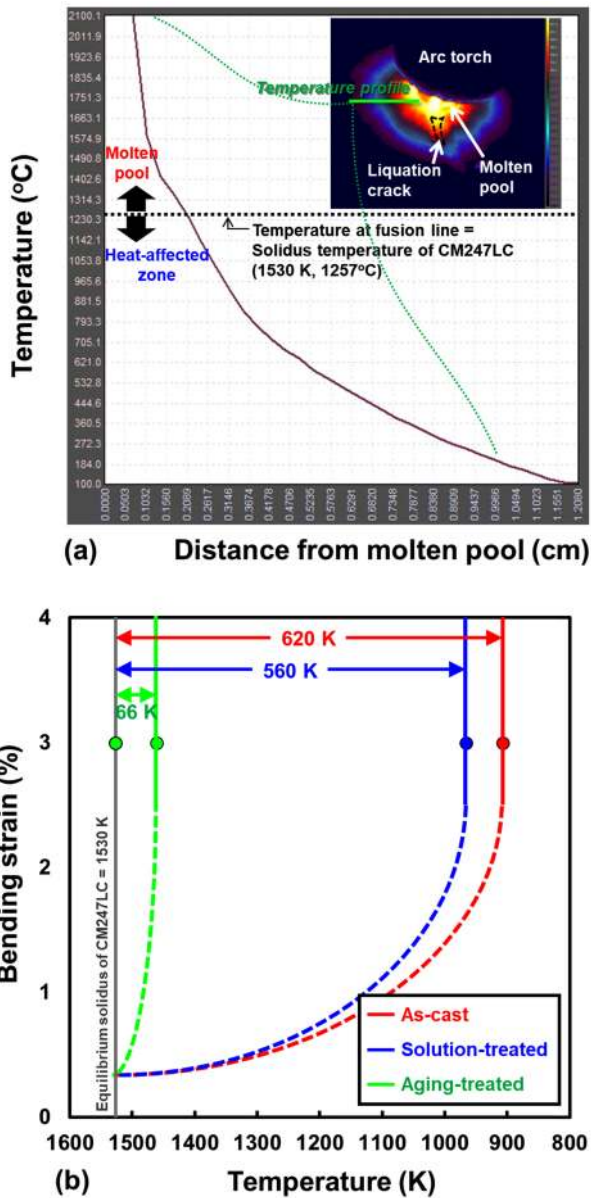 2100.1
2011.9
1923.6
1835.4
1751.3
1663.1
1574.9
1490.8
1402.6
1314.3
1230.3
1142.1
1053.8
965.6
881.5
793.3
705.1
621.0
532.8
444.6
360.5
272.3
184.0
100.0
Temperature (ºC)
Arc torch
Temperature profile
Liquation
crack
Molten
pool
Molten
pool
Heat-affected
zone
Temperature at fusion line =
Solidus temperature of CM247LC
(1530 K, 1257ºC)
0.0000
0.0503
0.1032
0.1560
0.2089
0.2617
0.3146
0.3674
0.4178
0.4706
0.5235
0.5763
0.6291
0.6820
0.7348
0.7877
0.8380
0.8909
0.9437
0.9966
1.0494
1.1023
1.1551
1.2080
(a) Distance from molten pool (cm)
4
3
2
1
0
Bending strain (%)
620 K
560 K
66 K
Equilibrium solidus of CM247LC = 1530 K
As-cast
Solution-treated
Aging-treated
1600 1500 1400 1300 1200 1100 1000 900 800
(b) Temperature (K)